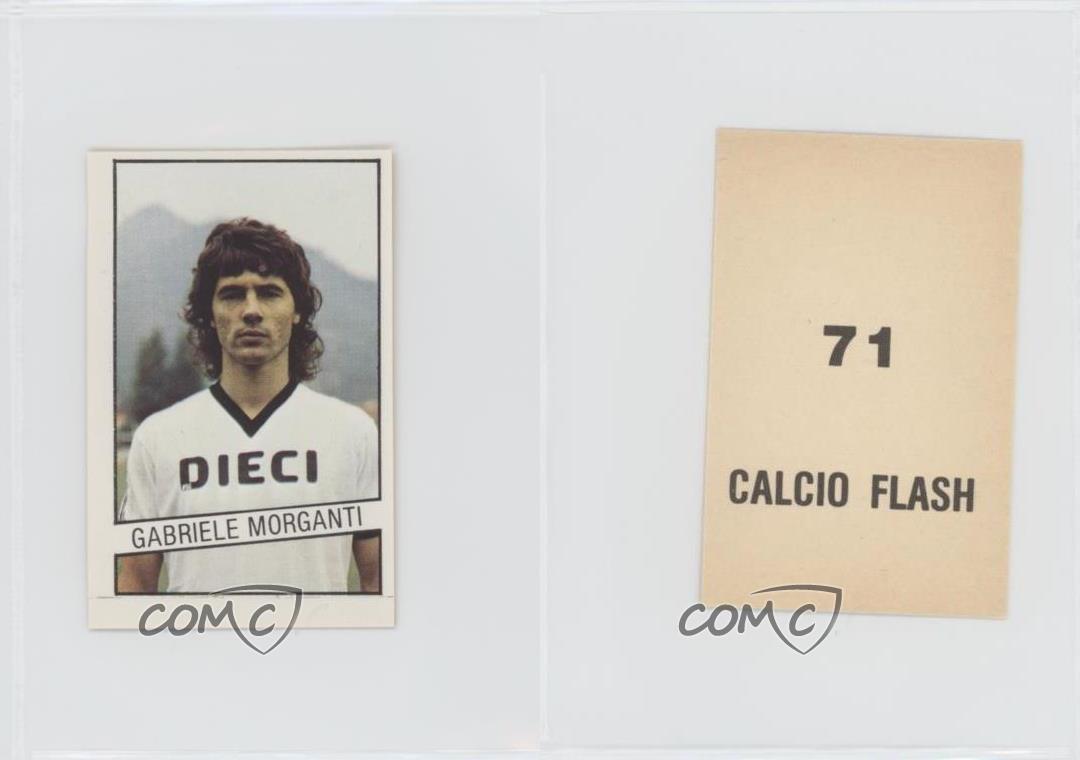 DIECI
GABRIELE MORGANTI
COMC
71
CALCIO FLASH
COMC